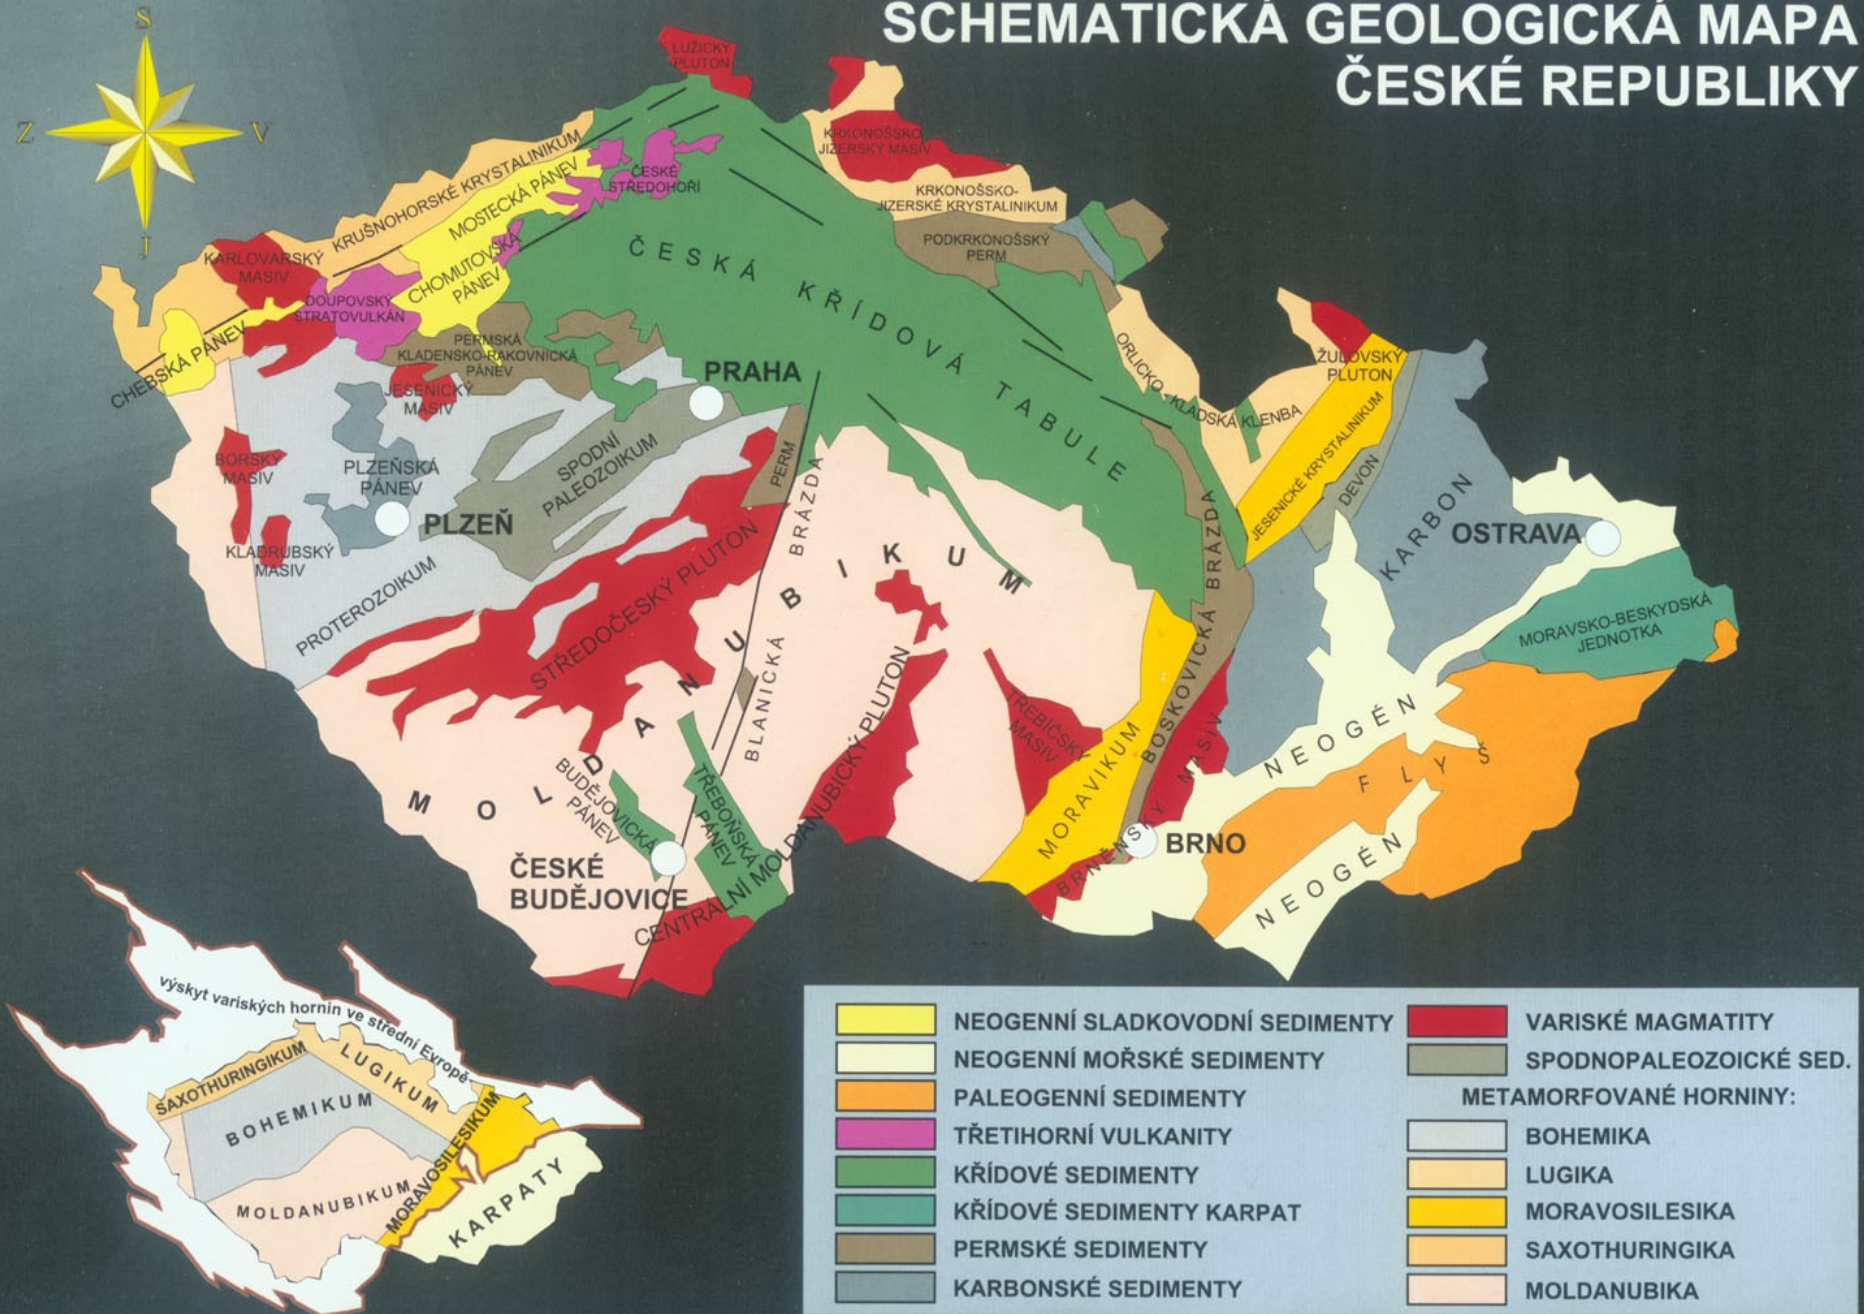 SCHEMATICKÁ GEOLOGICKÁ MAPA
ČESKÉ REPUBLIKY
S
Z
V
J
LUŽICKÝ
PLUTON
KRKONOŠSKO-
JIZERSKÝ MASIV
KRKONOŠSKO-
JIZERSKÉ KRYSTALINIKUM
PODKRKONOŠSKÝ
PERM
KRUŠNOHORSKÉ KRYSTALINIKUM
MOSTECKÁ PÁNEV
ČESKÉ
STŘEDOHOŘÍ
CHOMUTOVSKÁ
PÁNEV
KARLOVARSKÝ
MASIV
DOUPOVSKÝ
STRATOVULKÁN
CHEBSKÁ PÁNEV
PERMSKÁ
KLADENSKO-RAKOVNICKÁ
PÁNEV
JESENICKÝ
MASIV
ČESKÁ KŘÍDOVÁ TABULE
PRAHA
ORLICKO-KLADSKÁ KLENBA
ŽULOVSKÝ
PLUTON
JESENICKÉ KRYSTALINIKUM
DEVON
KARBON
OSTRAVA
BORSKÝ
MASIV
PLZEŇSKÁ
PÁNEV
PLZEŇ
KLADRUBSKÝ
MASIV
SPODNÍ
PALEOZOIKUM
PERM
PROTEROZOIKUM
STŘEDOČESKÝ PLUTON
BLANICKÁ BRÁZDA
MOLDANUBIKUM
BOSKOVICKÁ BRÁZDA
MORAVSKO-BESKYDSKÁ
JEDNOTKA
TŘEBÍČSKÝ
MASIV
MORAVIKUM
BRNĚNSKÝ MASIV
NEOGÉN
FLYŠ
NEOGÉN
BRNO
BUDĚJOVICKÁ
PÁNEV
TŘEBOŇSKÁ
PÁNEV
ČESKÉ
BUDĚJOVICE
CENTRÁLNÍ MOLDANUBICKÝ PLUTON
výskyt variských hornin ve střední Evropě
SAXOTHURINGIKUM
LUGIKUM
BOHEMIKUM
MOLDANUBIKUM
MORAVOSILESIKUM
KARPATY
NEOGENNÍ SLADKOVODNÍ SEDIMENTY
NEOGENNÍ MOŘSKÉ SEDIMENTY
PALEOGENNÍ SEDIMENTY
TŘETIHORNÍ VULKANITY
KŘÍDOVÉ SEDIMENTY
KŘÍDOVÉ SEDIMENTY KARPAT
PERMSKÉ SEDIMENTY
KARBONSKÉ SEDIMENTY
VARISKÉ MAGMATITY
SPODNOPALEOZOICKÉ SED.
METAMORFOVANÉ HORNINY:
BOHEMIKA
LUGIKA
MORAVOSILESIKA
SAXOTHURINGIKA
MOLDANUBIKA